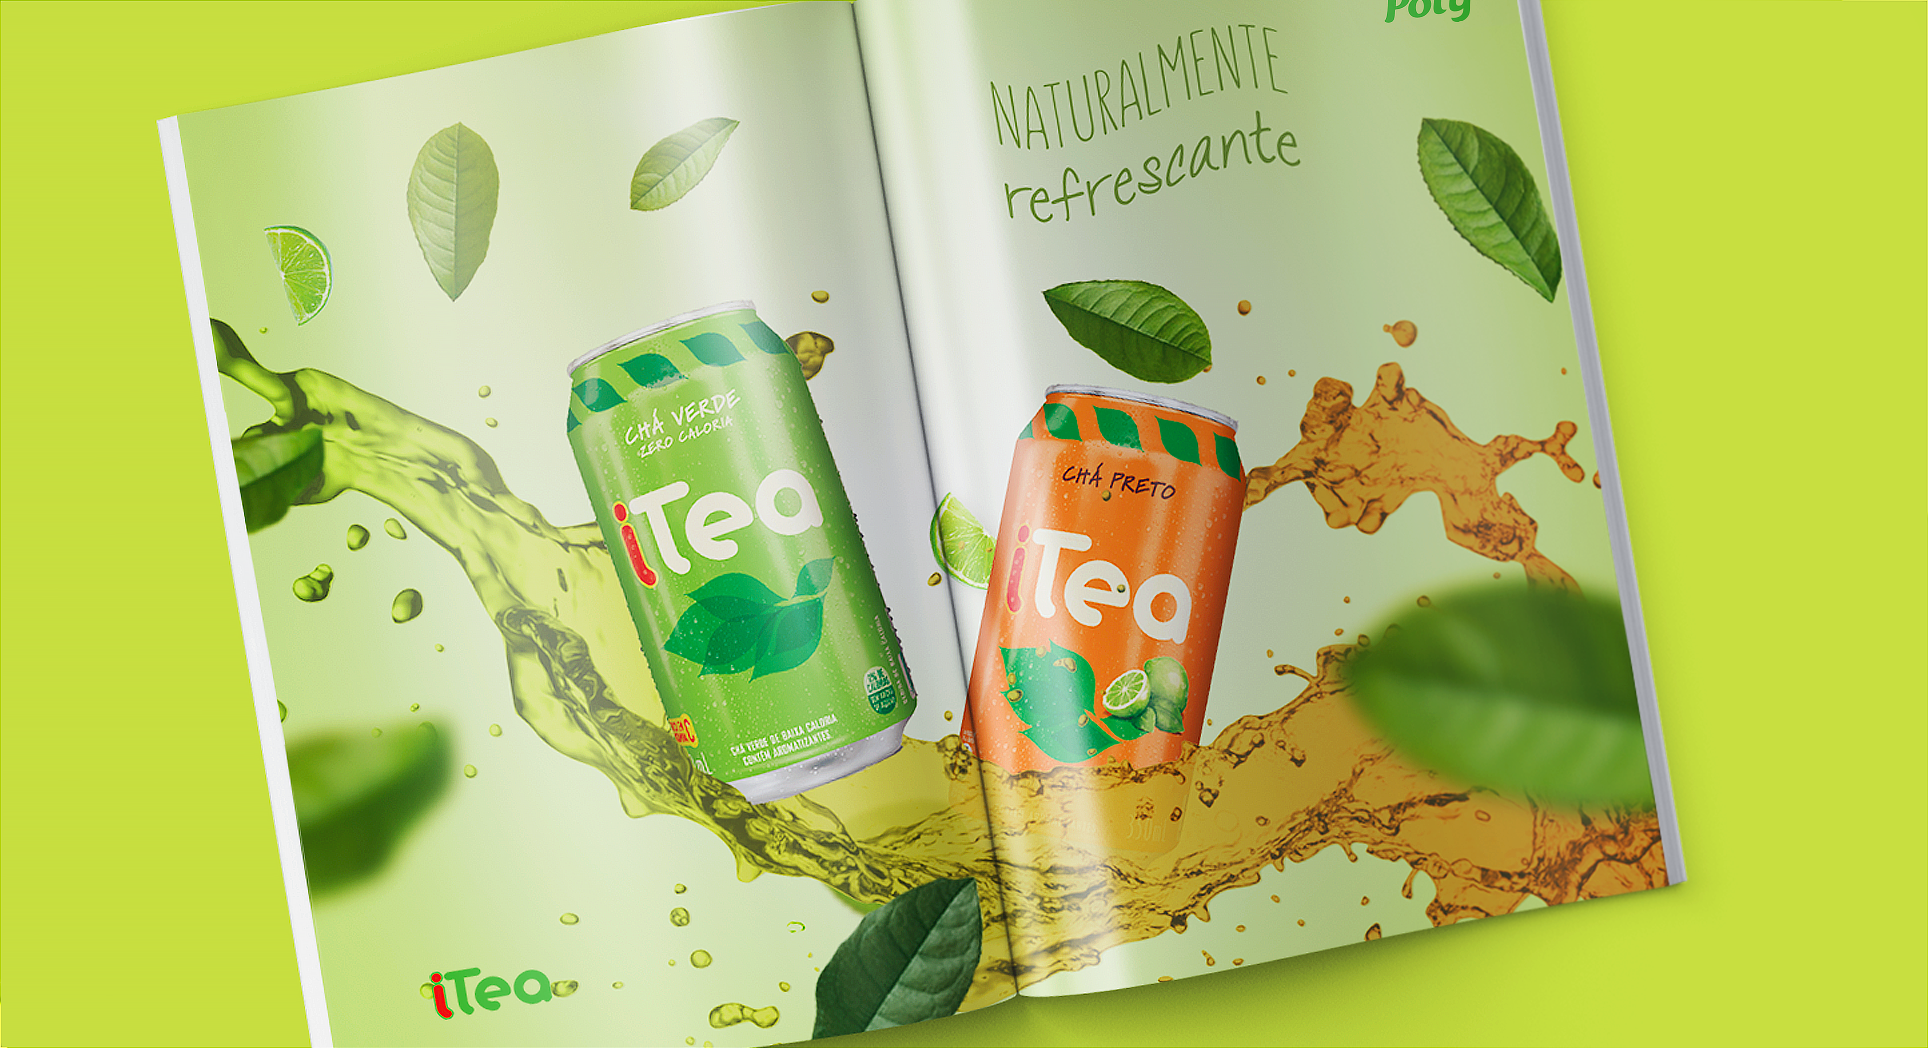 Poly
NATURALMENTE
refrescante
CHÁ VERDE
ZERO CALORIA
iTea
CHÁ VERDE DE BAIXA CALORIA
CONTÉM AROMATIZANTES
CHÁ PRETO
iTea
350ml
iTea